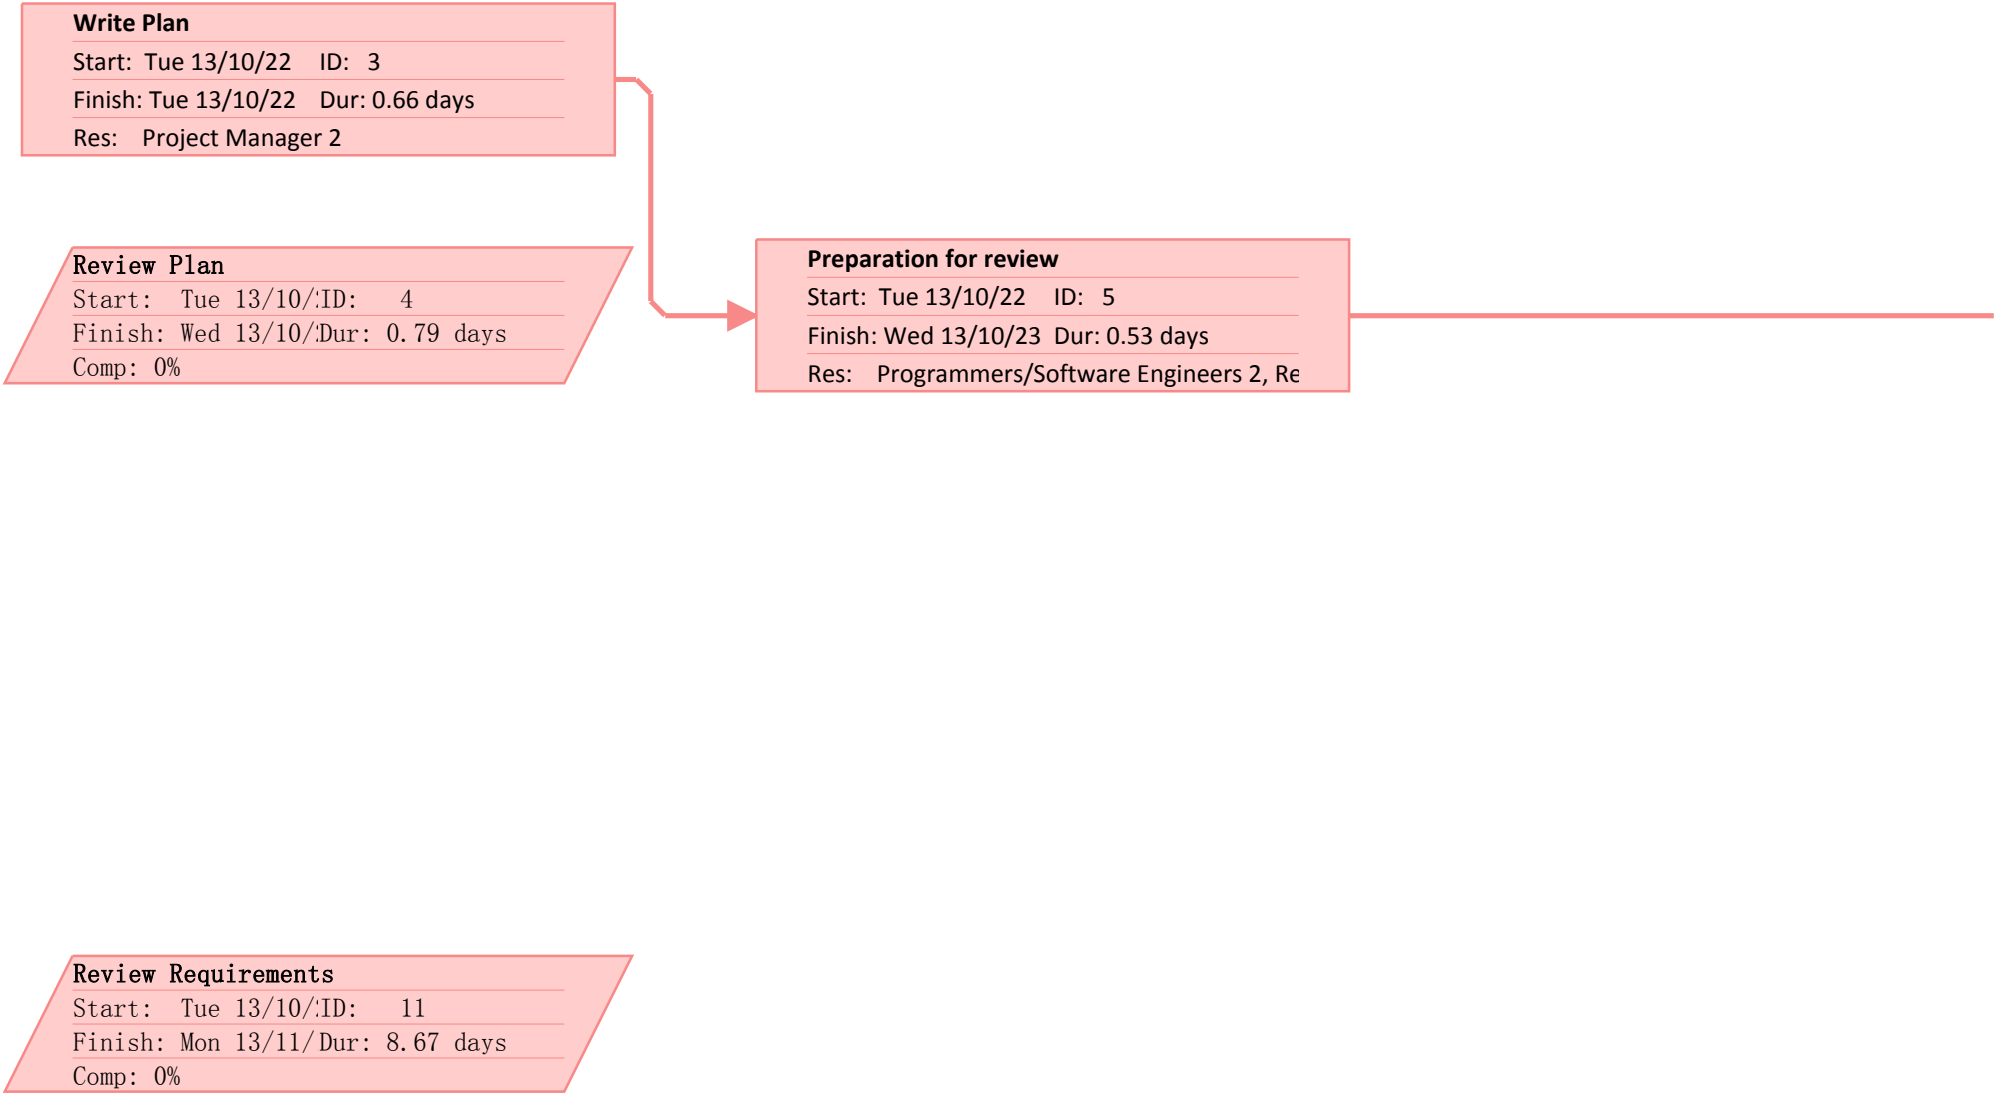 Write Plan
Start: Tue 13/10/22 ID: 3
Finish: Tue 13/10/22 Dur: 0.66 days
Res: Project Manager 2
Review Plan
Start: Tue 13/10/ ID: 4
Finish: Wed 13/10/ Dur: 0.79 days
Comp: 0%
Preparation for review
Start: Tue 13/10/22 ID: 5
Finish: Wed 13/10/23 Dur: 0.53 days
Res: Programmers/Software Engineers 2, Re
Review Requirements
Start: Tue 13/10/ ID: 11
Finish: Mon 13/11/ Dur: 8.67 days
Comp: 0%